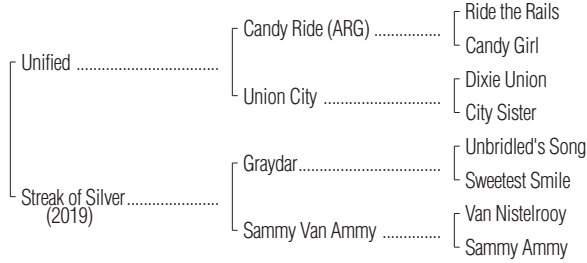 Ride the Rails
Candy Ride (ARG) ................
Candy Girl
Unified ..................................
Dixie Union
Union City ............................
City Sister
Unbridled's Song
Graydar..................................
Sweetest Smile
Streak of Silver......................
(2019)
Van Nistelrooy
Sammy Van Ammy ..............
Sammy Ammy